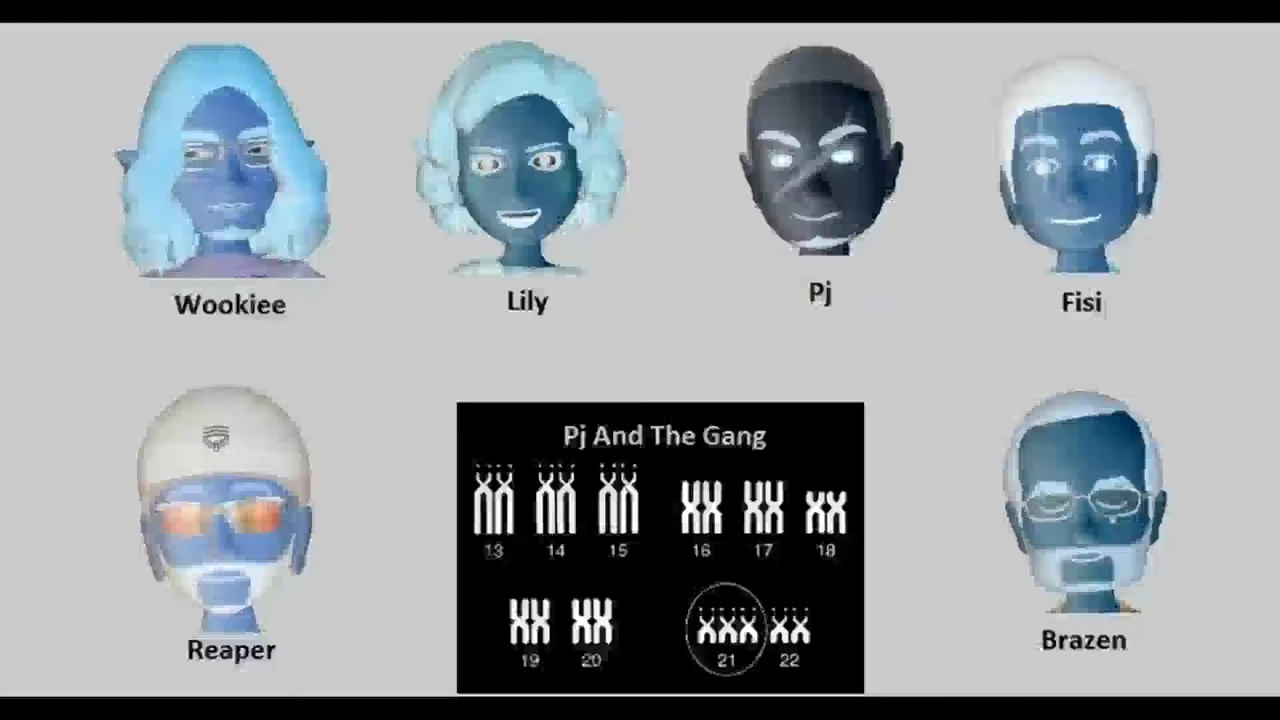 Wookiee
Lily
Pj
Fisi
Pj And The Gang
13 14 15 16 17 18
19 20 21 22
Reaper
Brazen